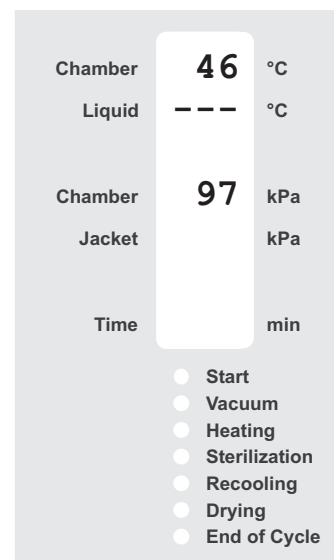 Chamber 46 °C
Liquid --- °C
Chamber 97 kPa
Jacket kPa
Time min
Start
Vacuum
Heating
Sterilization
Recooling
Drying
End of Cycle